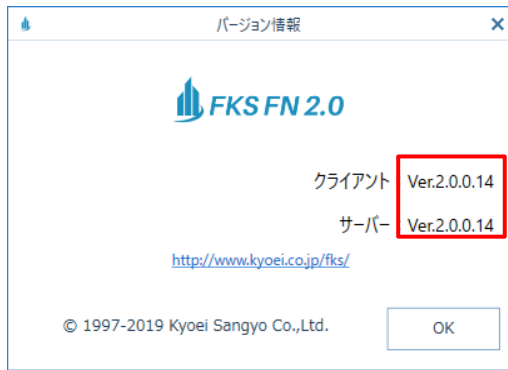 バージョン情報
FKS FN 2.0
クライアント Ver.2.0.0.14
サーバー Ver.2.0.0.14
http://www.kyoei.co.jp/fks/
© 1997-2019 Kyoei Sangyo Co.,Ltd.
OK